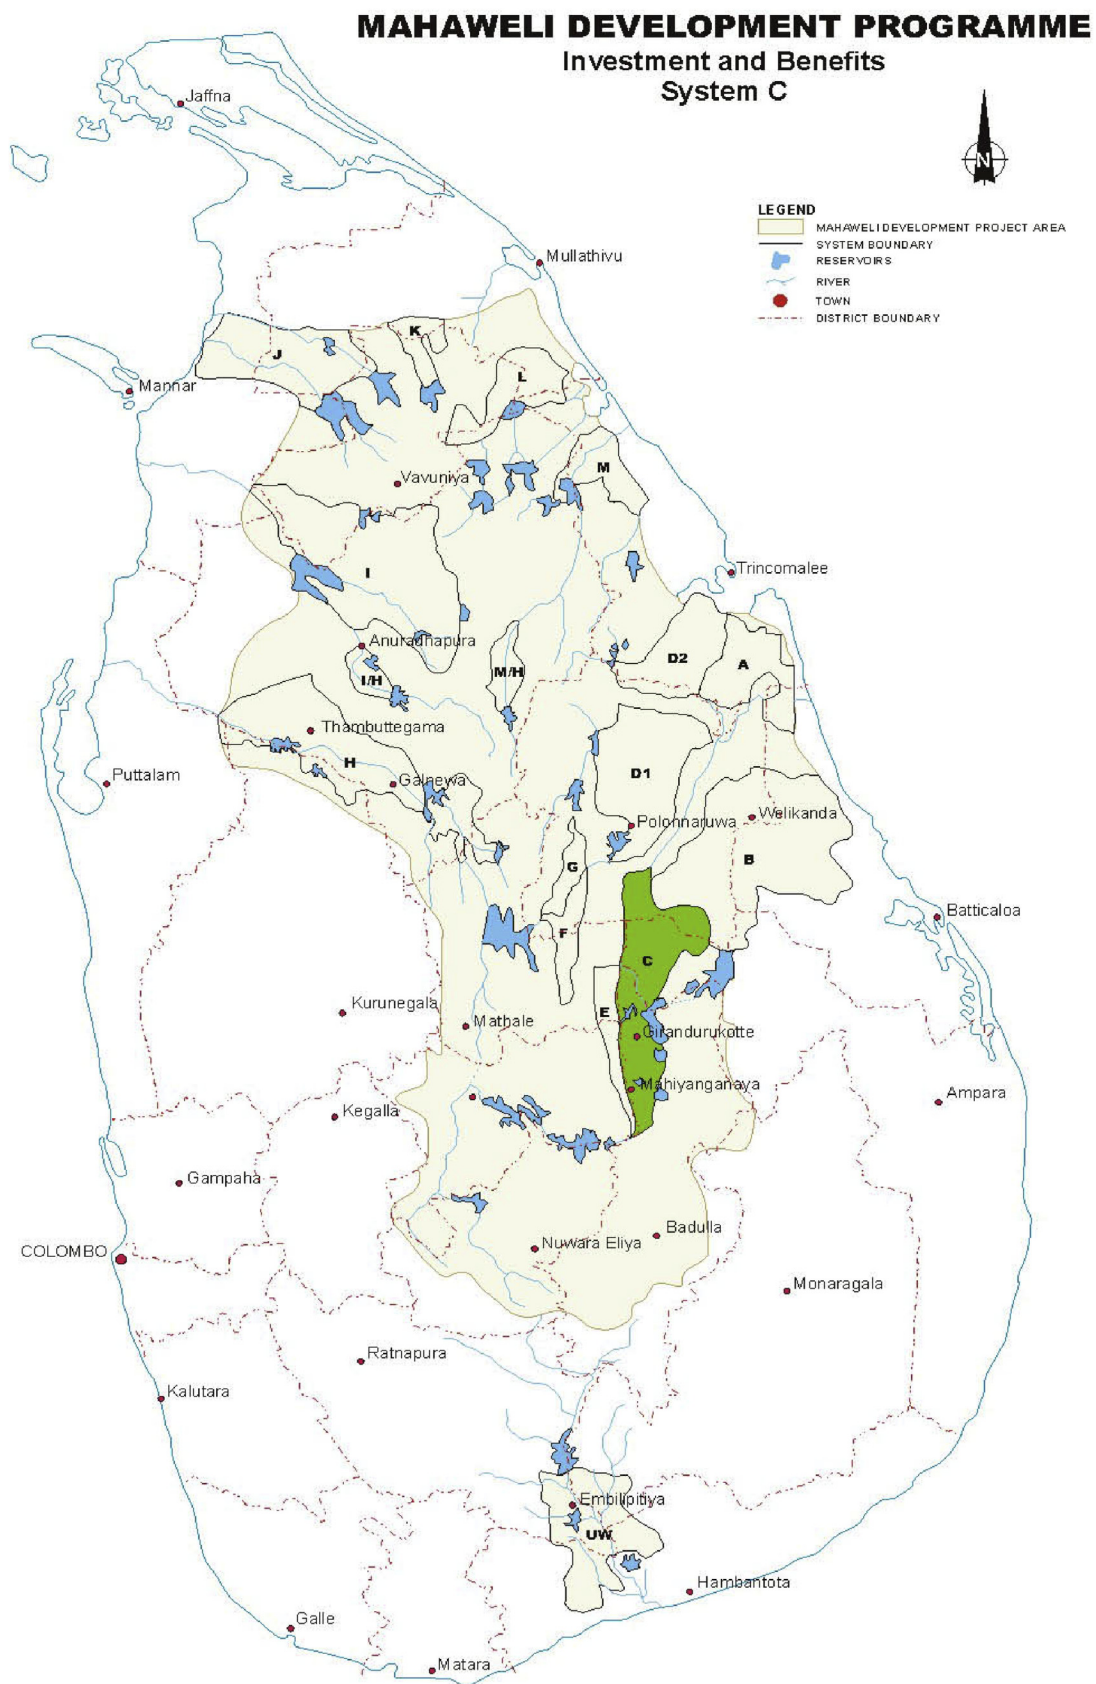 MAHAWELI DEVELOPMENT PROGRAMME
Investment and Benefits
System C
Jaffna
N
LEGEND
MAHAWELI DEVELOPMENT PROJECT AREA
SYSTEM BOUNDARY
RESERVOIRS
RIVER
TOWN
DISTRICT BOUNDARY
Mullathivu
K
J
L
Mannar
M
Vavuniya
Trincomalee
I
Anuradhapura
D2
A
M/H
I/H
Thambuttegama
H
Puttalam
Galnewa
D1
Welikanda
Polonnaruwa
B
G
Batticaloa
F
C
Kurunegala
Mathale
E
Girandurukotte
Mahiyanganaya
Ampara
Kegalla
Gampaha
Badulla
Nuwara Eliya
COLOMBO
Monaragala
Ratnapura
Kalutara
Embilipitiya
UW
Hambantota
Galle
Matara